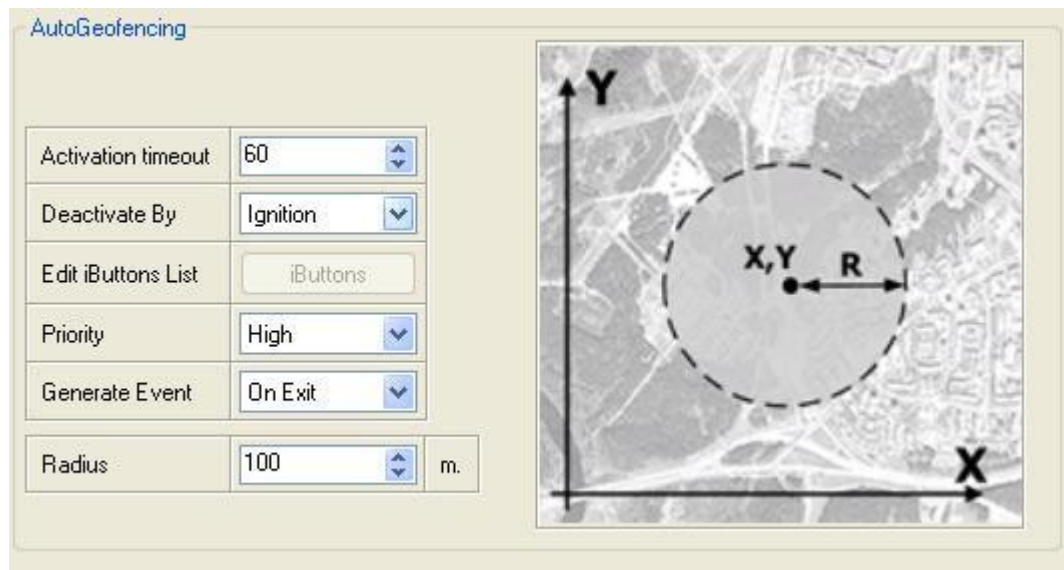 AutoGeofencing
Activation timeout 60
Deactivate By Ignition
Edit iButtons List iButtons
Priority High
Generate Event On Exit
Radius 100 m.
Y
X,Y R
X